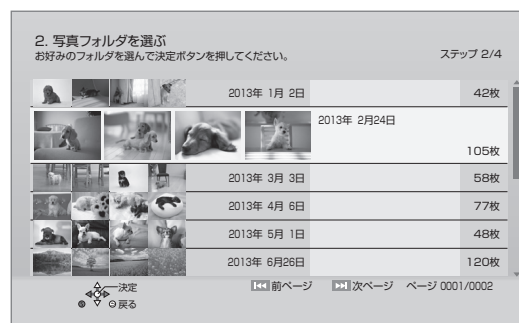 2. 写真フォルダを選ぶ
お好みのフォルダを選んで決定ボタンを押してください。
ステップ 2/4
2013年 1月 2日 42枚
2013年 2月24日
105枚
2013年 3月 3日 58枚
2013年 4月 6日 77枚
2013年 5月 1日 48枚
2013年 6月26日 120枚
決定
戻る
前ページ 次ページ ページ 0001/0002